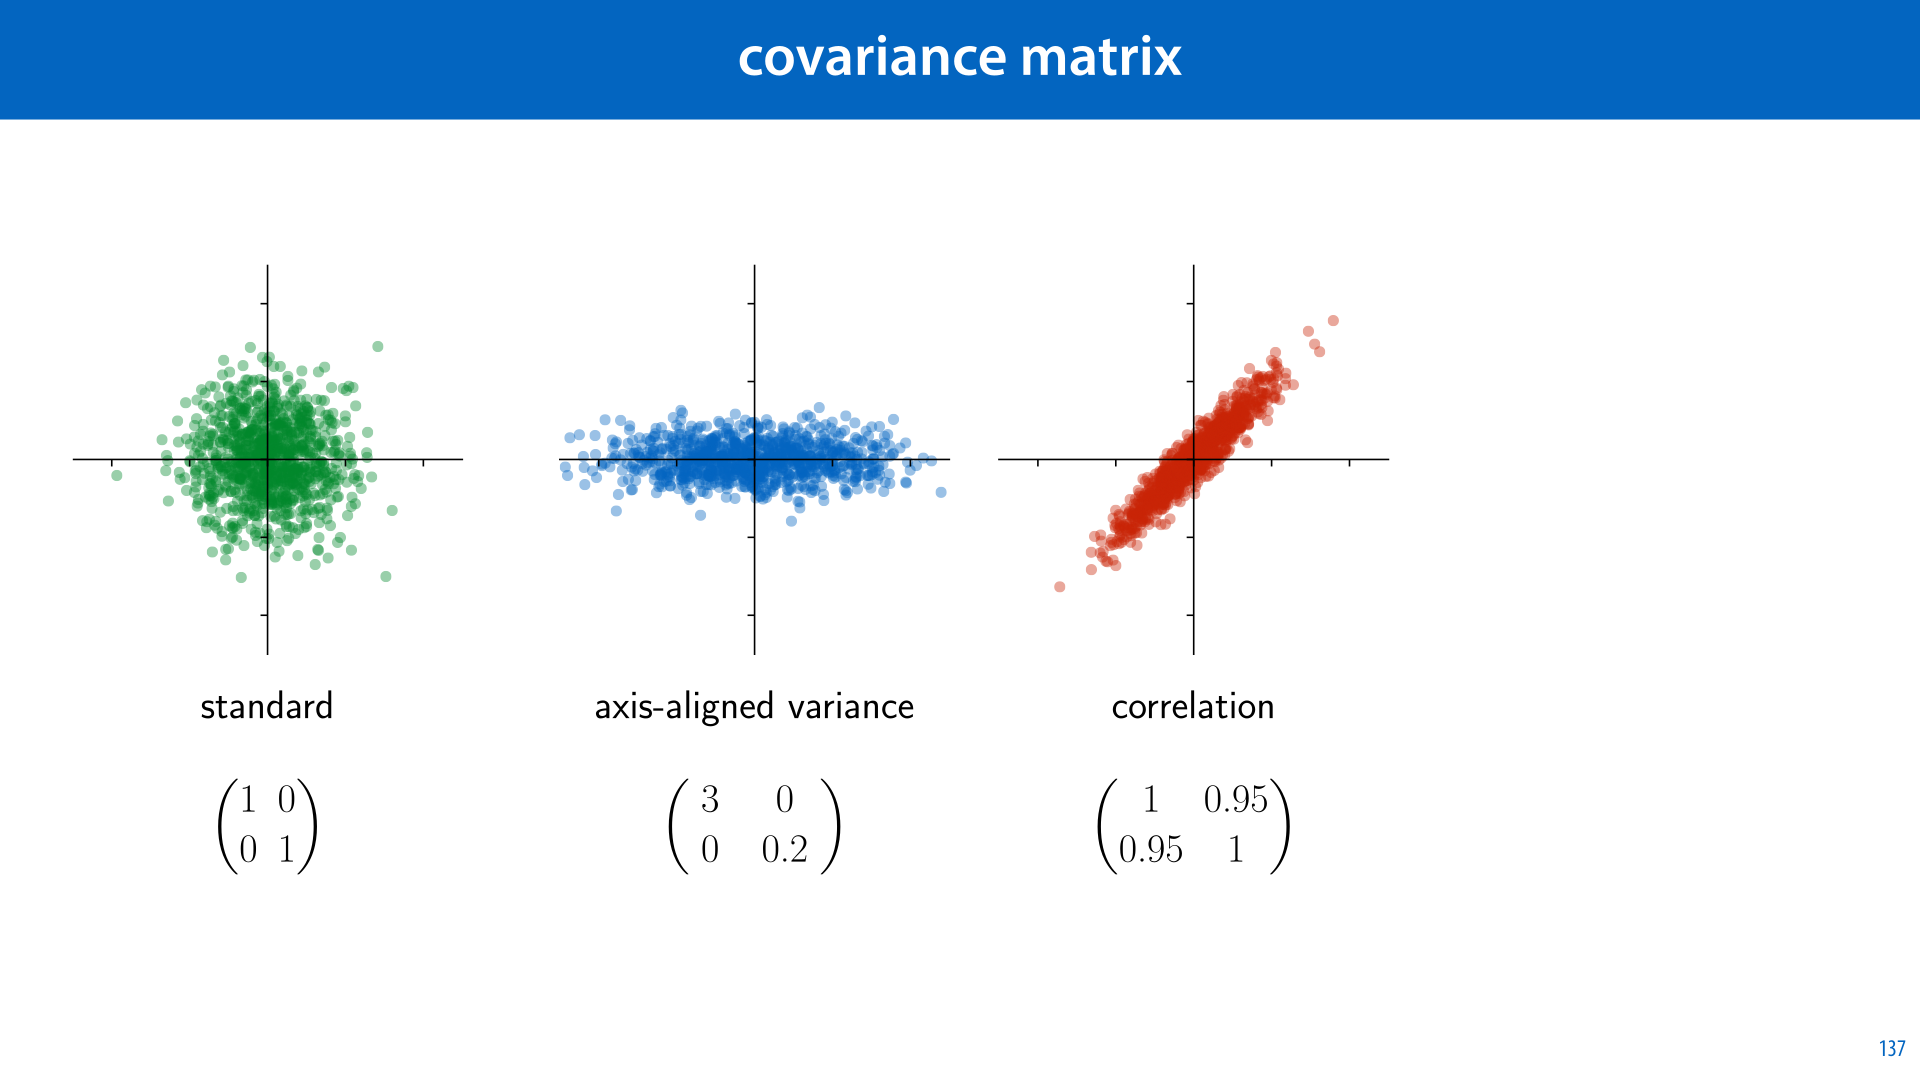 covariance matrix
standard
axis-aligned variance
correlation
1 0
0 1
3 0
0 0.2
1 0.95
0.95 1
137